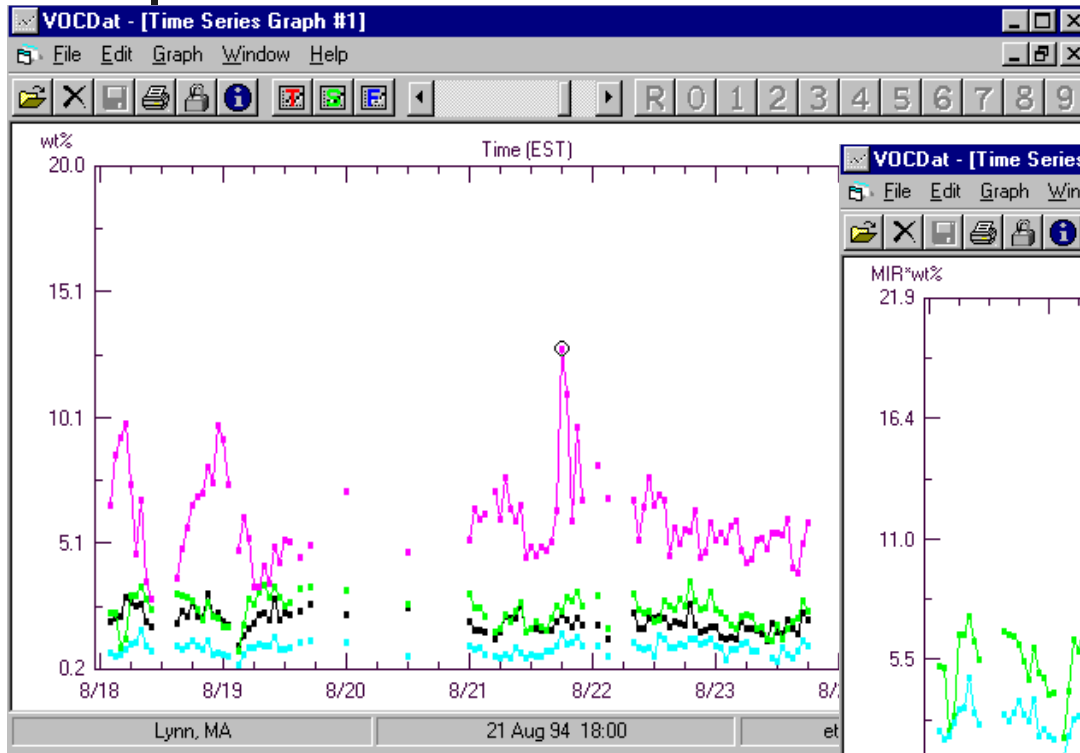 VOCDat - [Time Series Graph #1]
File Edit Graph Window Help
T S F R 0 1 2 3 4 5 6 7 8 9
wt%
Time (EST)
20.0
15.1
10.1
5.1
0.2
8/18 8/19 8/20 8/21 8/22 8/23 8/
Lynn, MA 21 Aug 94 18:00 et
VOCDat - [Time Series
File Edit Graph Win
MIR*wt%
21.9
16.4
11.0
5.5